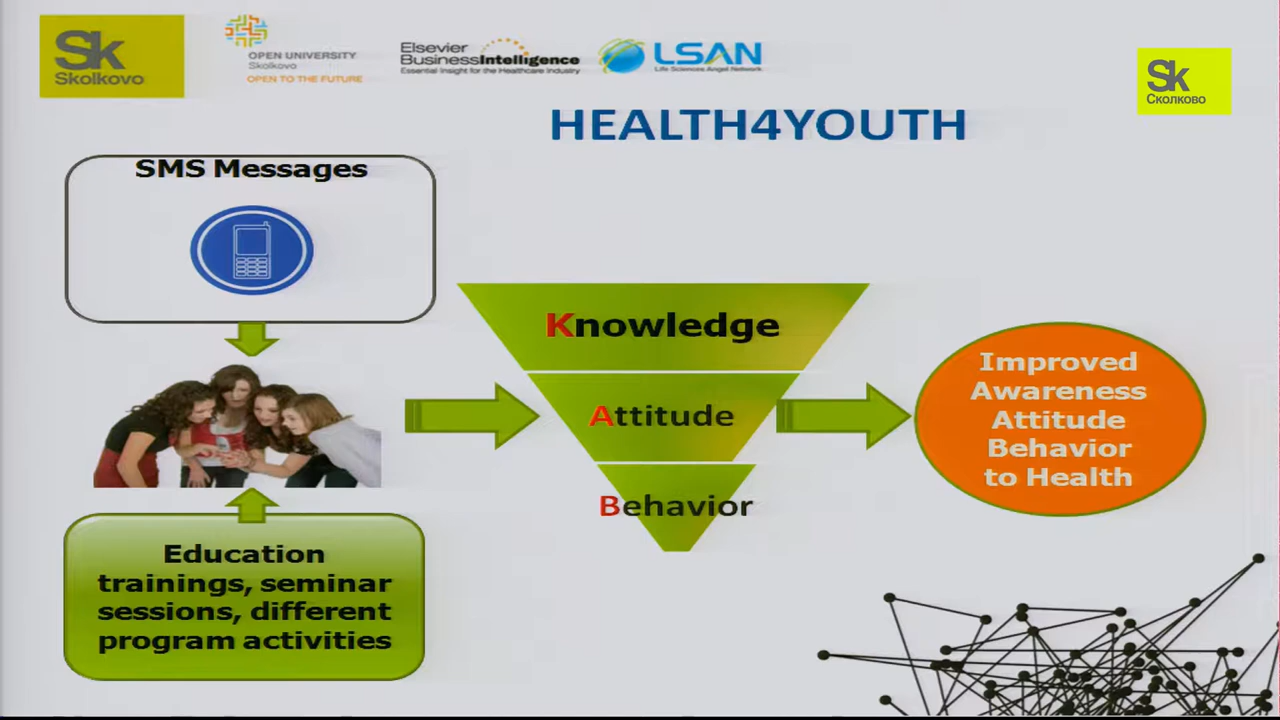 Sk
Skolkovo
OPEN UNIVERSITY
Skolkovo
OPEN TO THE FUTURE
Elsevier
BusinessIntelligence
Essential Insight for the Healthcare Industry
LSAN
Life Sciences Angel Network
Sk
Сколково
HEALTH4YOUTH
SMS Messages
Knowledge
Attitude
Behavior
Improved
Awareness
Attitude
Behavior
to Health
Education
trainings, seminar
sessions, different
program activities